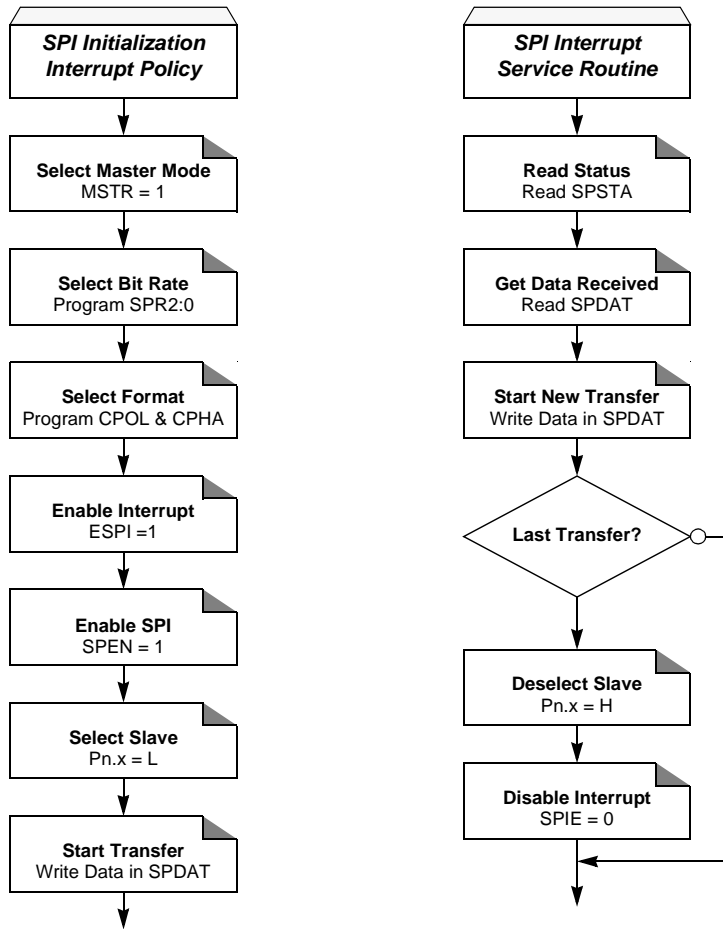 SPI Initialization
Interrupt Policy
Select Master Mode
MSTR = 1
Select Bit Rate
Program SPR2:0
Select Format
Program CPOL & CPHA
Enable Interrupt
ESPI =1
Enable SPI
SPEN = 1
Select Slave
Pn.x = L
Start Transfer
Write Data in SPDAT
SPI Interrupt
Service Routine
Read Status
Read SPSTA
Get Data Received
Read SPDAT
Start New Transfer
Write Data in SPDAT
Last Transfer?
Deselect Slave
Pn.x = H
Disable Interrupt
SPIE = 0